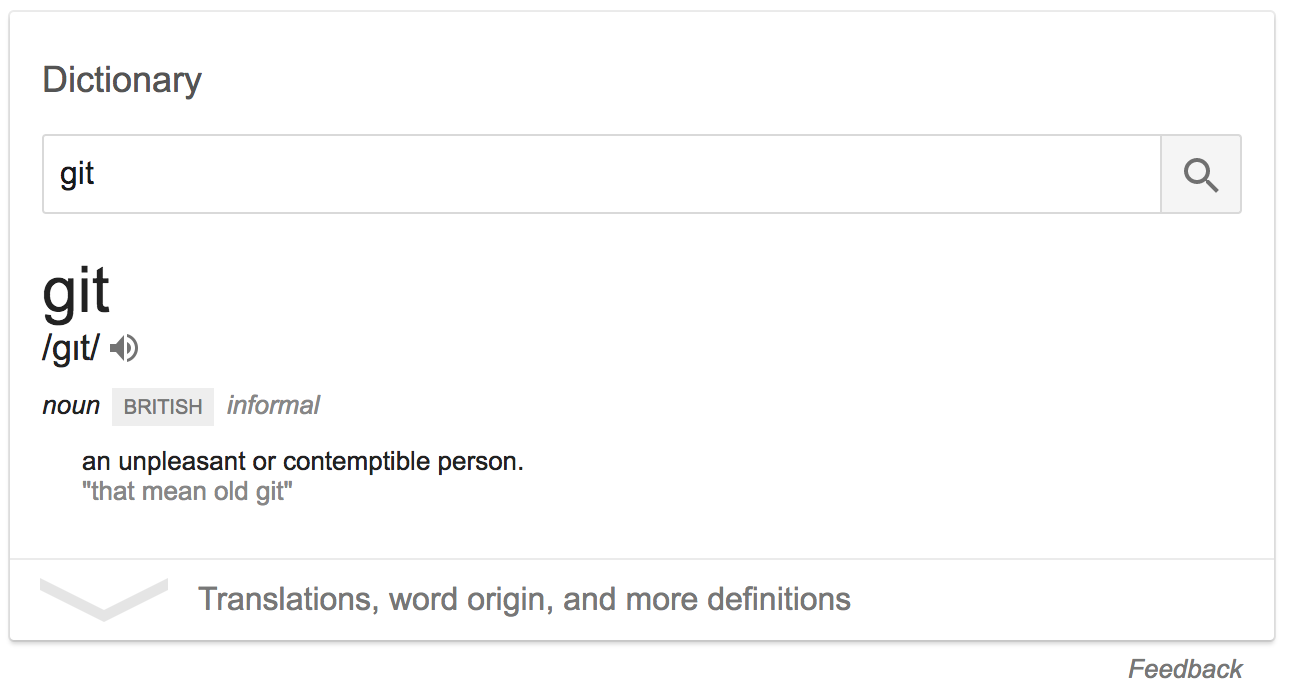 Dictionary
git
git
/ɡɪt/
noun BRITISH informal
an unpleasant or contemptible person.
"that mean old git"
Translations, word origin, and more definitions
Feedback